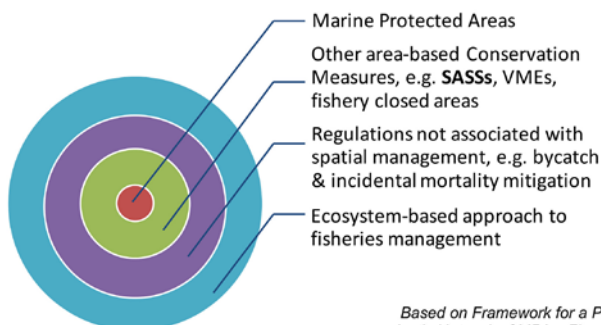 Marine Protected Areas
Other area-based Conservation
Measures, e.g. SASSs, VMEs,
fishery closed areas
Regulations not associated with
spatial management, e.g. bycatch
& incidental mortality mitigation
Ecosystem-based approach to
fisheries management
Based on Framework for a P